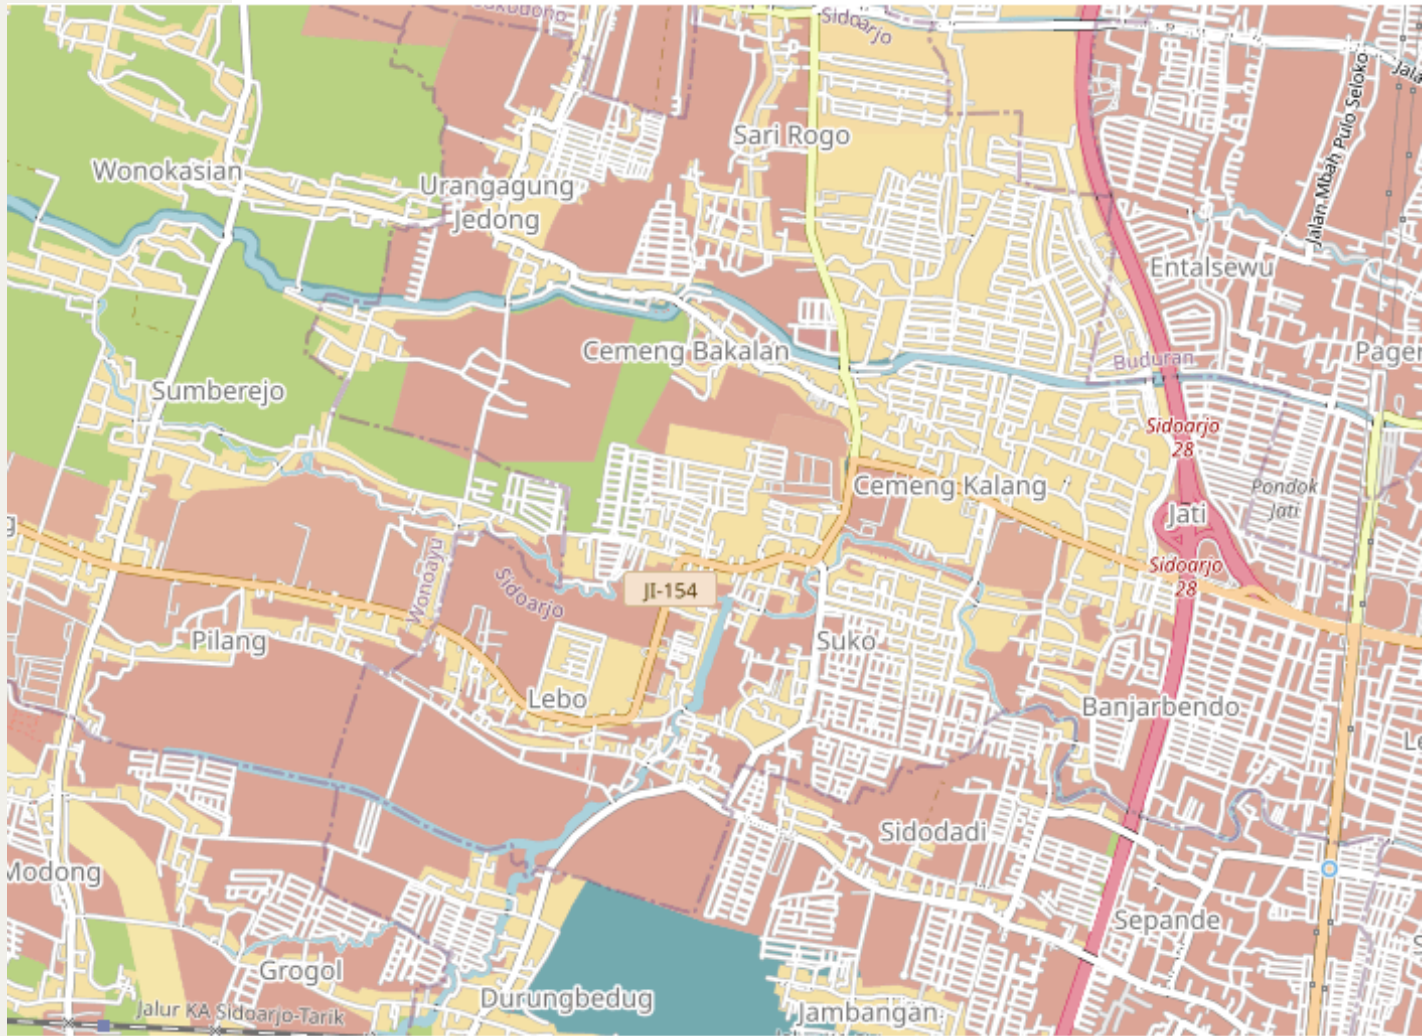 Sidoarjo
Jalan Mbah Pulo Seloko
Sari Rogo
Wonokasian
Urangagung
Jedong
Entalsewu
Cemeng Bakalan
Buduran
Sumberejo
Sidoarjo
28
Cemeng Kalang
Pondok
Jati
Jati
Wonoayu
Sidoarjo
JI-154
Sidoarjo
28
Pilang
Suko
Lebo
Banjarbendo
Sidodadi
Modong
Sepande
Grogol
Durungbedug
Jalur KA Sidoarjo-Tarik
Jambangan